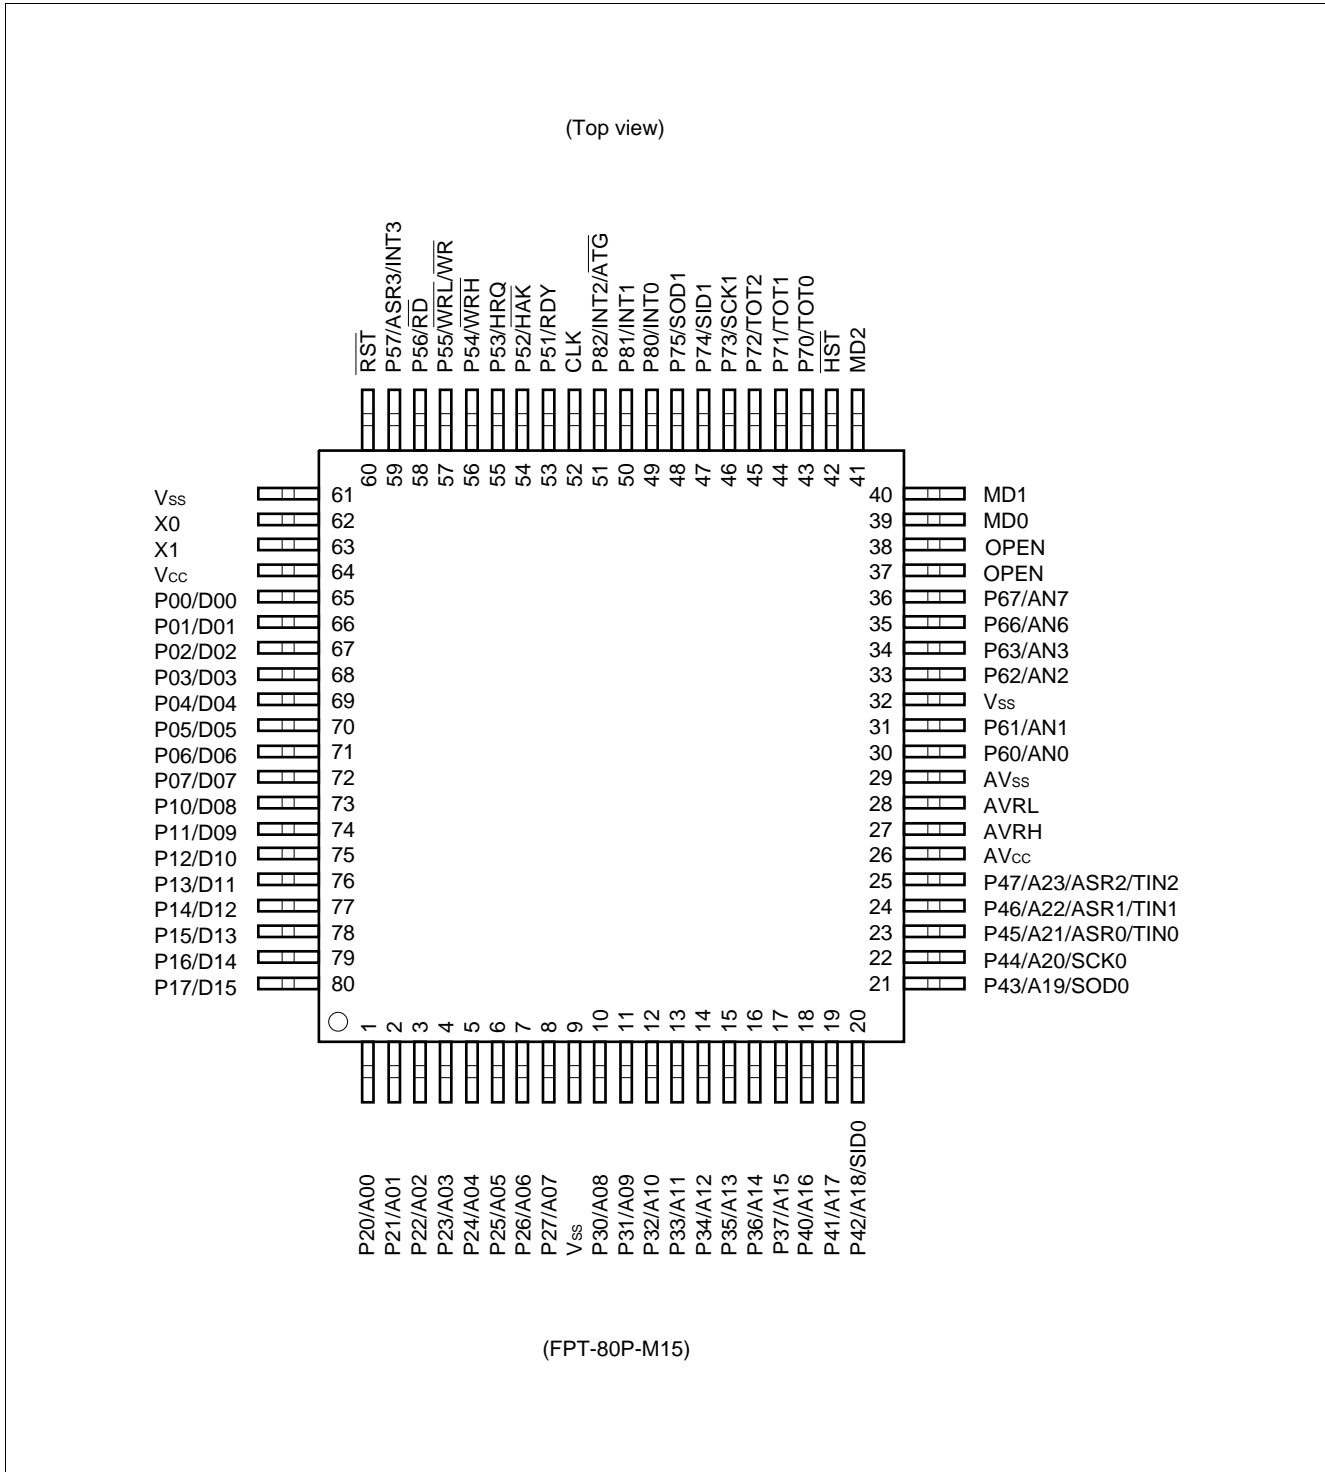 (Top view)
RST
P57/ASR3/INT3
P56/RD
P55/WRL/WR
P54/WRH
P53/HRQ
P52/HAK
P51/RDY
CLK
P82/INT2/ATG
P81/INT1
P80/INT0
P75/SOD1
P74/SID1
P73/SCK1
P72/TOT2
P71/TOT1
P70/TOT0
HST
MD2
60 59 58 57 56 55 54 53 52 51 50 49 48 47 46 45 44 43 42 41
Vss 61
X0 62
X1 63
Vcc 64
P00/D00 65
P01/D01 66
P02/D02 67
P03/D03 68
P04/D04 69
P05/D05 70
P06/D06 71
P07/D07 72
P10/D08 73
P11/D09 74
P12/D10 75
P13/D11 76
P14/D12 77
P15/D13 78
P16/D14 79
P17/D15 80
40 MD1
39 MD0
38 OPEN
37 OPEN
36 P67/AN7
35 P66/AN6
34 P63/AN3
33 P62/AN2
32 Vss
31 P61/AN1
30 P60/AN0
29 AVss
28 AVRL
27 AVRH
26 AVcc
25 P47/A23/ASR2/TIN2
24 P46/A22/ASR1/TIN1
23 P45/A21/ASR0/TIN0
22 P44/A20/SCK0
21 P43/A19/SOD0
1 2 3 4 5 6 7 8 9 10 11 12 13 14 15 16 17 18 19 20
P20/A00
P21/A01
P22/A02
P23/A03
P24/A04
P25/A05
P26/A06
P27/A07
Vss
P30/A08
P31/A09
P32/A10
P33/A11
P34/A12
P35/A13
P36/A14
P37/A15
P40/A16
P41/A17
P42/A18/SID0
(FPT-80P-M15)